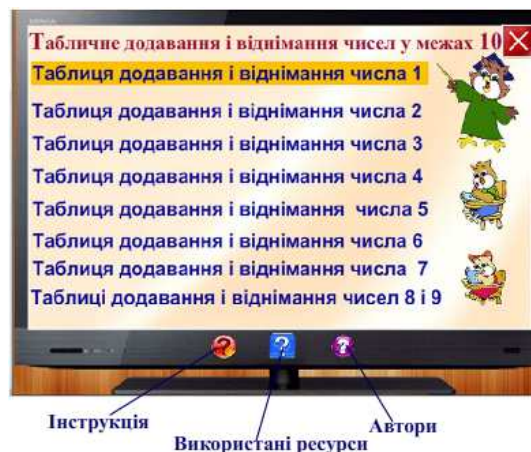 Табличне додавання і віднімання чисел у межах 10
Таблиця додавання і віднімання числа 1
Таблиця додавання і віднімання числа 2
Таблиця додавання і віднімання числа 3
Таблиця додавання і віднімання числа 4
Таблиця додавання і віднімання числа 5
Таблиця додавання і віднімання числа 6
Таблиця додавання і віднімання числа 7
Таблиці додавання і віднімання чисел 8 і 9
? ? ?
Інструкція
Використані ресурси
Автори